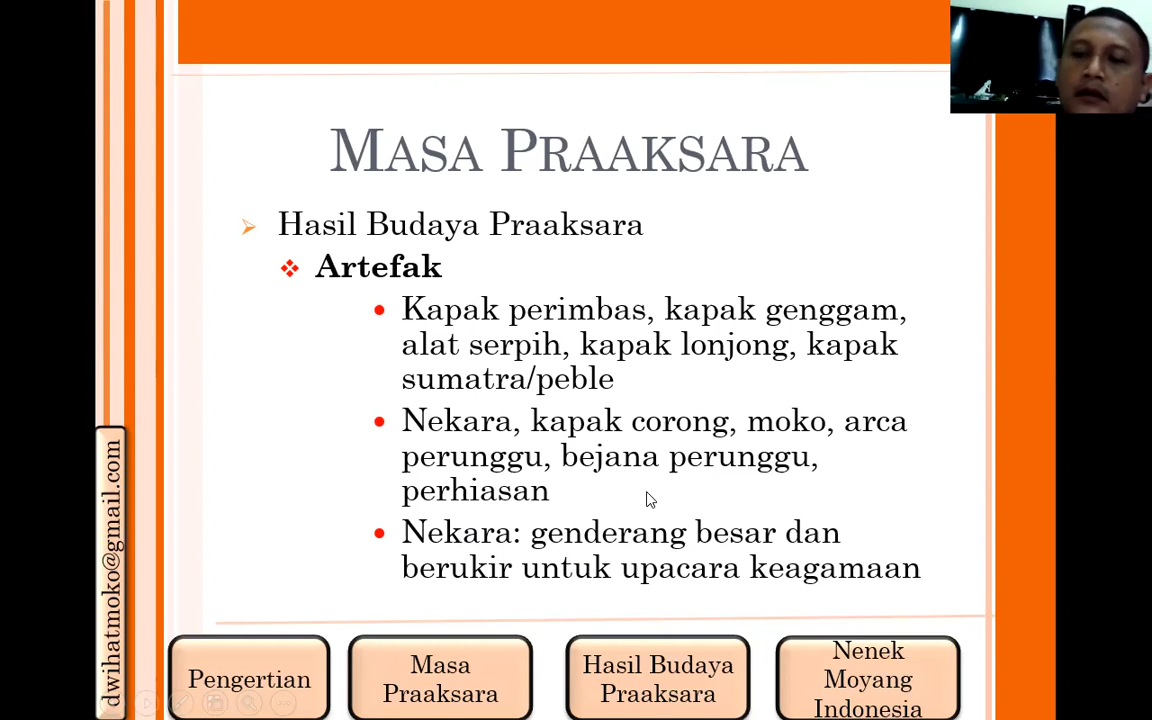 MASA PRAAKSARA
Hasil Budaya Praaksara
Artefak
Kapak perimbas, kapak genggam,
alat serpih, kapak lonjong, kapak
sumatra/peble
Nekara, kapak corong, moko, arca
perunggu, bejana perunggu,
perhiasan
Nekara: genderang besar dan
berukir untuk upacara keagamaan
dwihatmoko@gmail.com
Pengertian
Masa
Praaksara
Hasil Budaya
Praaksara
Nenek
Moyang
Indonesia